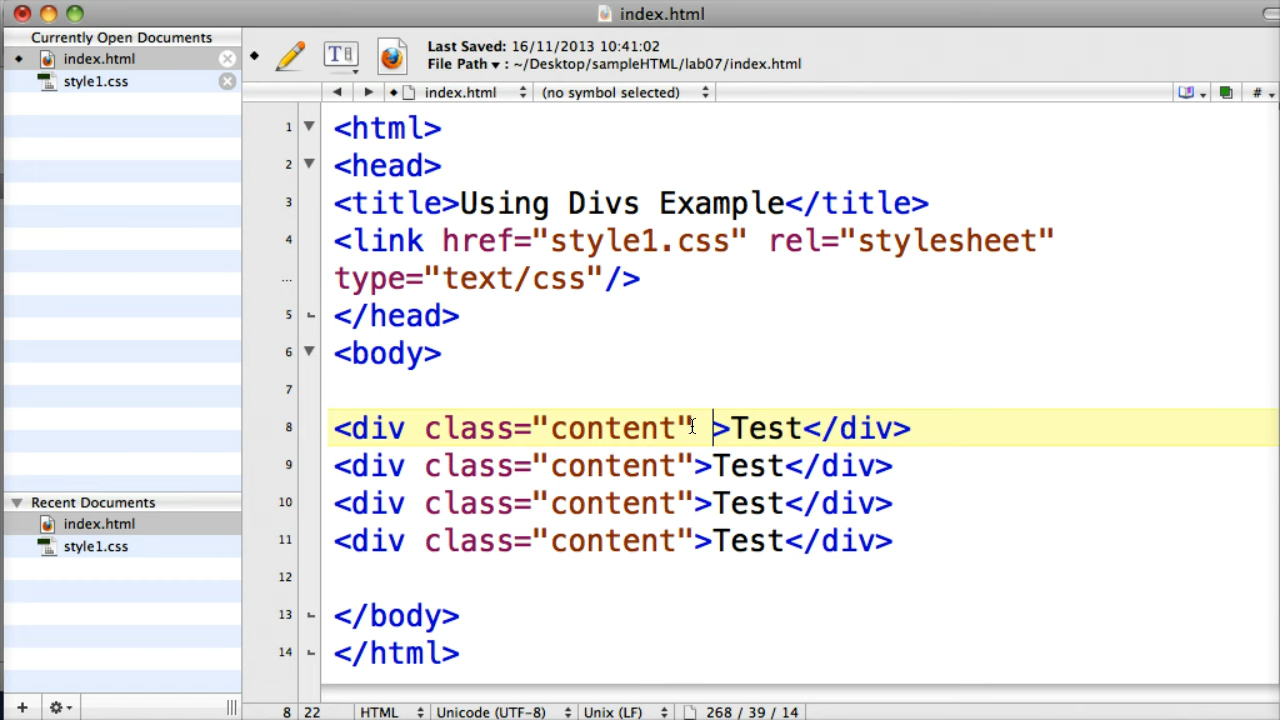 index.html
Currently Open Documents
index.html
style1.css
Last Saved: 16/11/2013 10:41:02
File Path ▾ : ~/Desktop/sampleHTML/lab07/index.html
index.html (no symbol selected) #
1 <html>
2 <head>
3 <title>Using Divs Example</title>
4 <link href="style1.css" rel="stylesheet"
... type="text/css"/>
5 </head>
6 <body>
7
8 <div class="content" >Test</div>
9 <div class="content">Test</div>
10 <div class="content">Test</div>
11 <div class="content">Test</div>
12
13 </body>
14 </html>
Recent Documents
index.html
style1.css
8 22 HTML Unicode (UTF-8) Unix (LF) 268 / 39 / 14